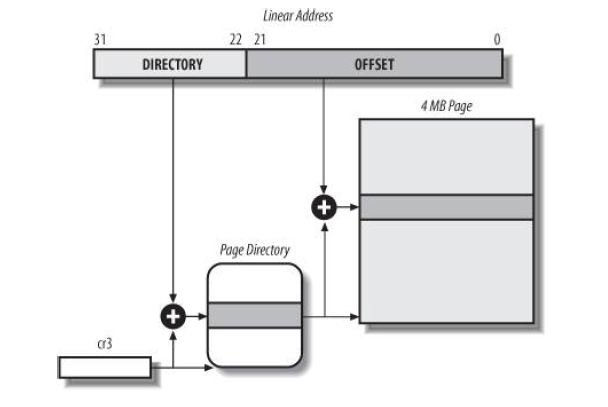 Linear Address
31 22 21 0
DIRECTORY OFFSET
4 MB Page
Page Directory
cr3